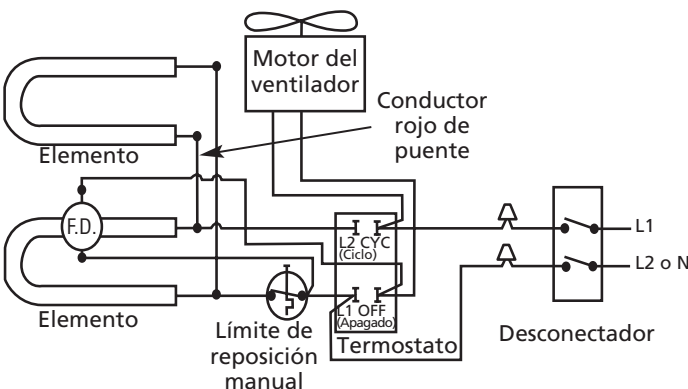 Motor del
ventilador
Conductor
rojo de
puente
Elemento
F.D.
L2 CYC
(Ciclo)
L1
L2 o N
L1 OFF
(Apagado)
Elemento
Límite de
reposición
manual
Termostato
Desconectador